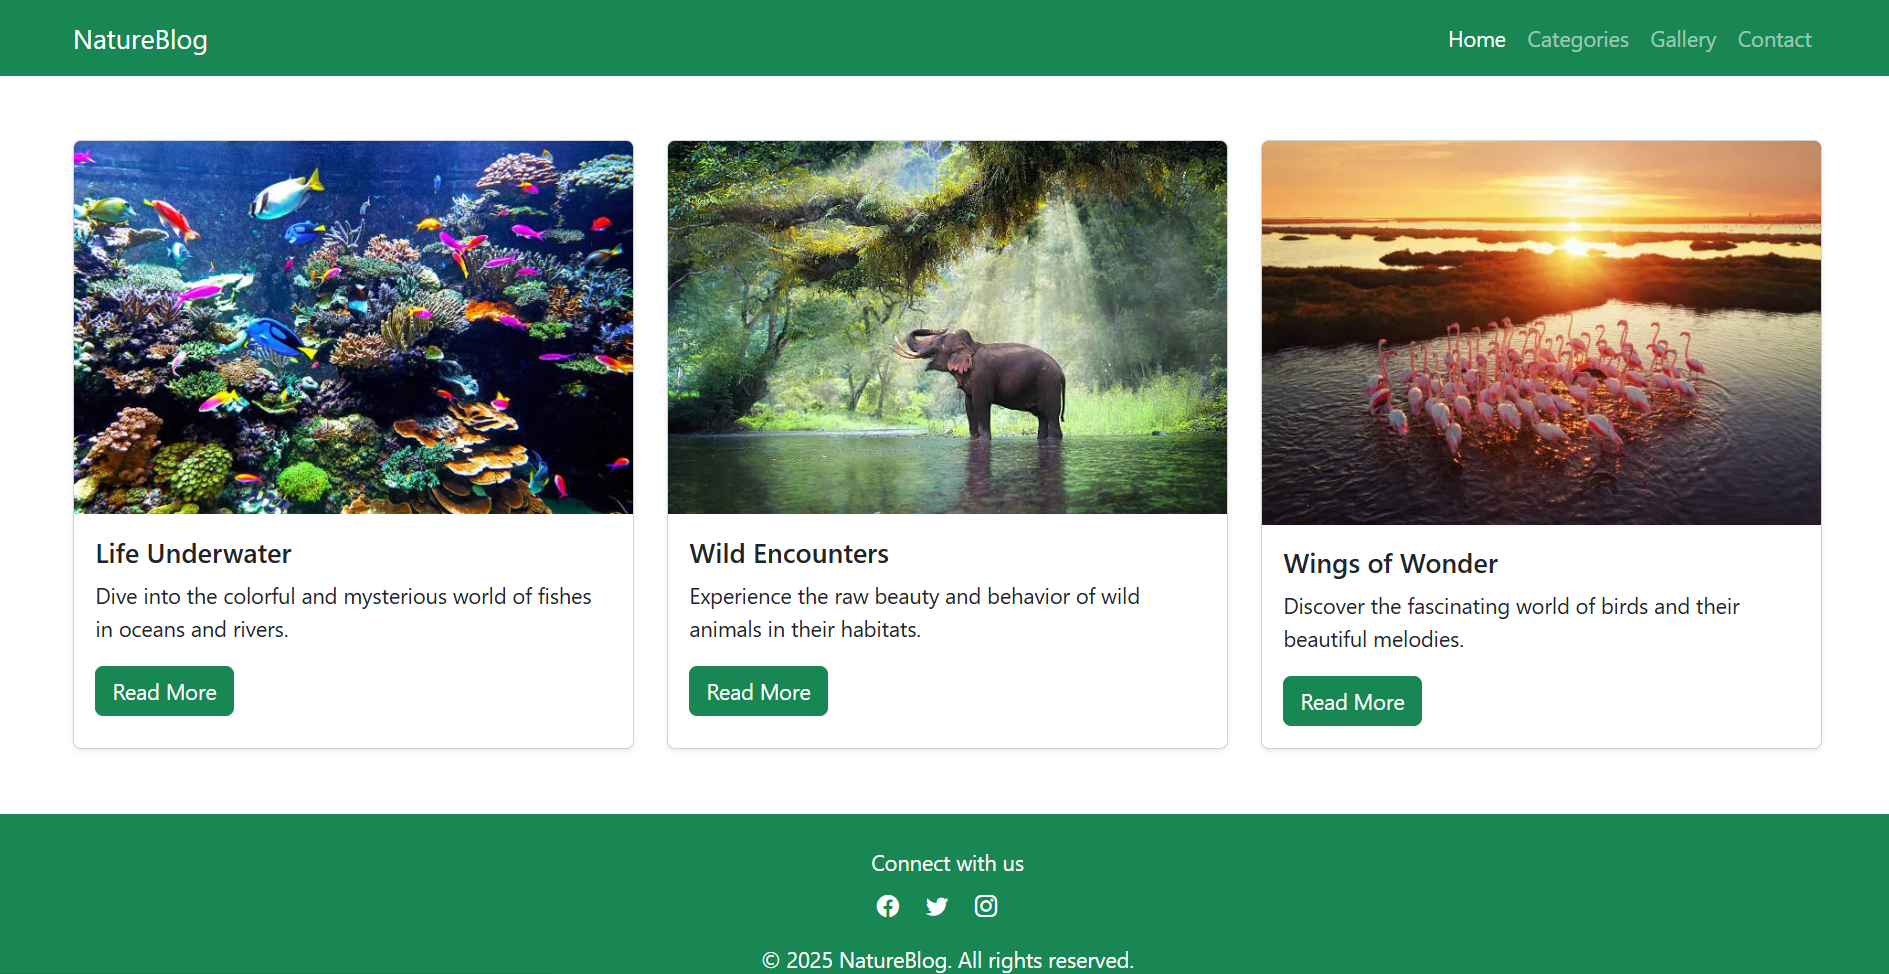 NatureBlog
Home Categories Gallery Contact
Life Underwater
Dive into the colorful and mysterious world of fishes
in oceans and rivers.
Read More
Wild Encounters
Experience the raw beauty and behavior of wild
animals in their habitats.
Read More
Wings of Wonder
Discover the fascinating world of birds and their
beautiful melodies.
Read More
Connect with us
© 2025 NatureBlog. All rights reserved.